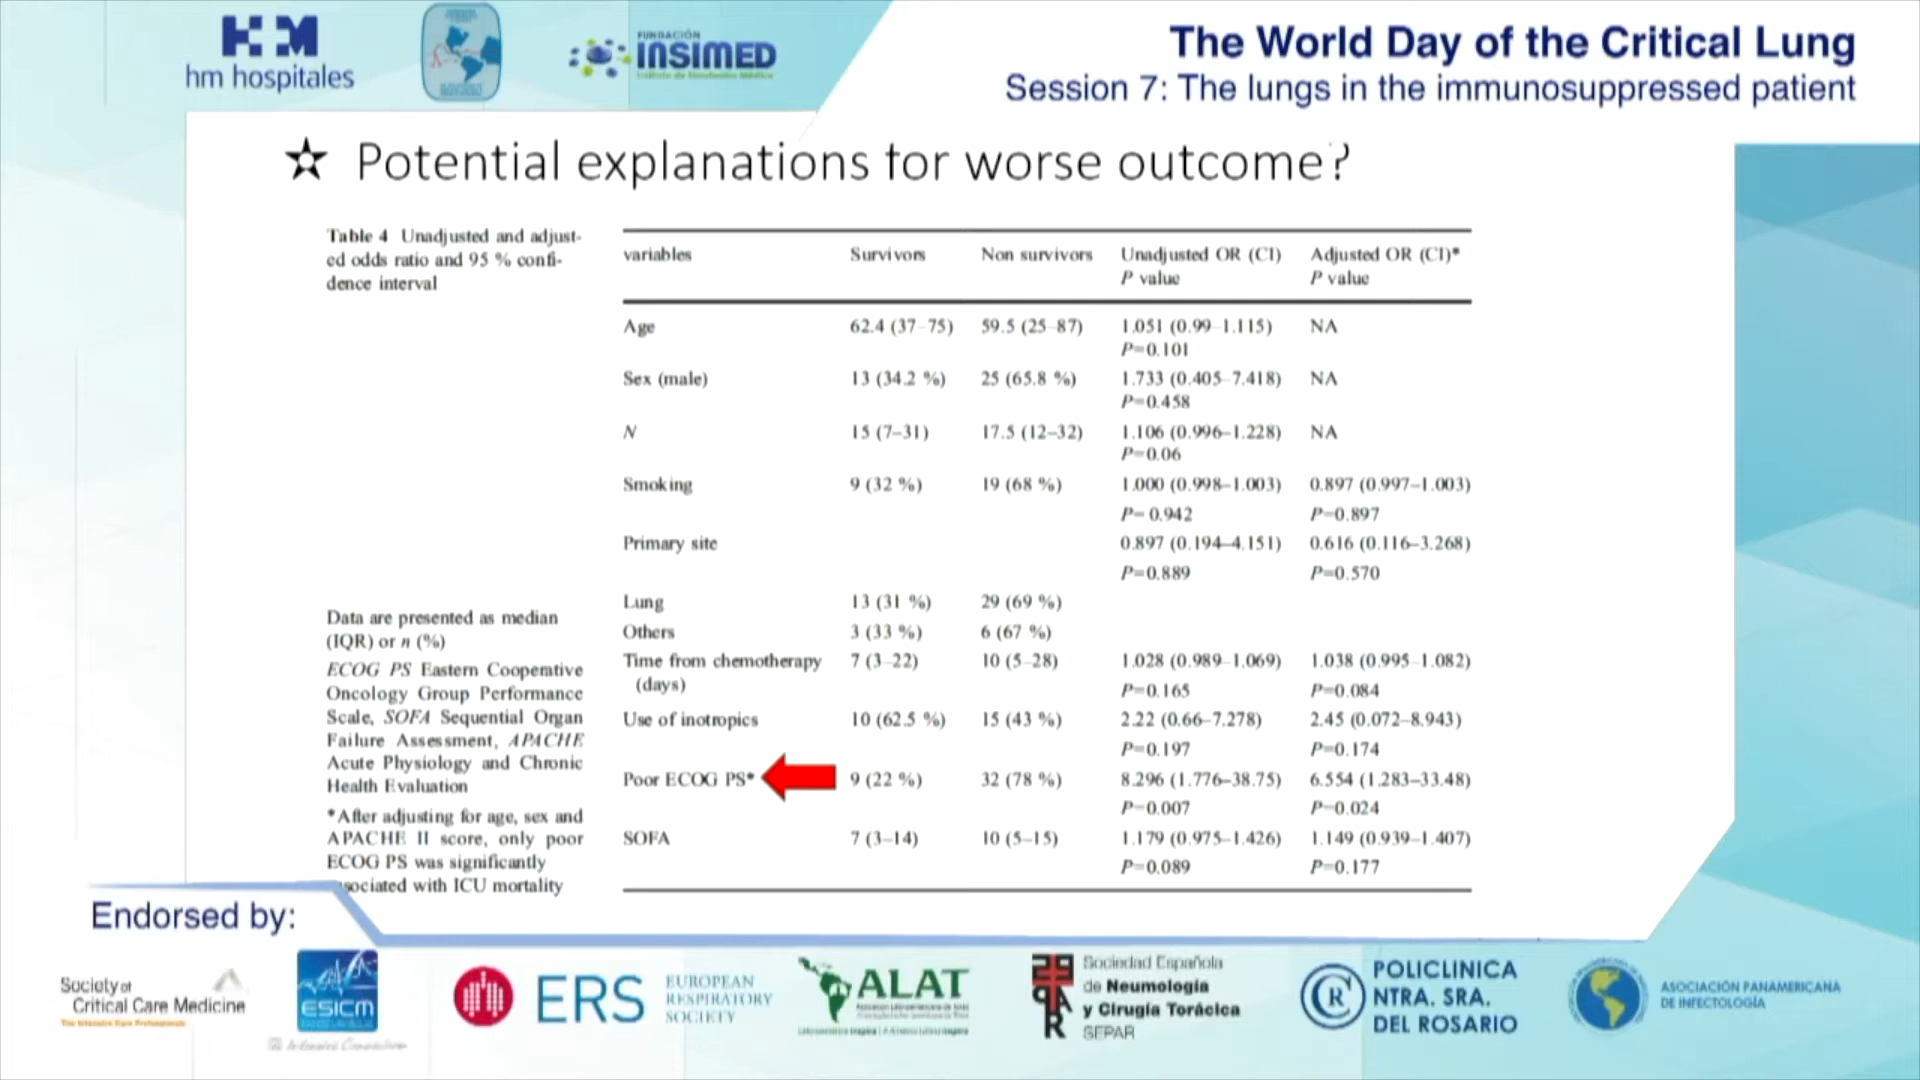 HM
hm hospitales
FUNDACIÓN
INSIMED
The World Day of the Critical Lung
Session 7: The lungs in the immunosuppressed patient
☆ Potential explanations for worse outcome?
Table 4 Unadjusted and adjust-
ed odds ratio and 95 % confi-
dence interval
variables Survivors Non survivors Unadjusted OR (CI) Adjusted OR (CI)*
P value P value
Age 62.4 (37–75) 59.5 (25–87) 1.051 (0.99–1.115) NA
P=0.101
Sex (male) 13 (34.2 %) 25 (65.8 %) 1.733 (0.405–7.418) NA
P=0.458
N 15 (7–31) 17.5 (12–32) 1.106 (0.996–1.228) NA
P=0.06
Smoking 9 (32 %) 19 (68 %) 1.000 (0.998–1.003) 0.897 (0.997–1.003)
P= 0.942 P=0.897
Primary site 0.897 (0.194–4.151) 0.616 (0.116–3.268)
P=0.889 P=0.570
Lung 13 (31 %) 29 (69 %)
Others 3 (33 %) 6 (67 %)
Time from chemotherapy 7 (3–22) 10 (5–28) 1.028 (0.989–1.069) 1.038 (0.995–1.082)
(days) P=0.165 P=0.084
Use of inotropics 10 (62.5 %) 15 (43 %) 2.22 (0.66–7.278) 2.45 (0.072–8.943)
P=0.197 P=0.174
Poor ECOG PS* 9 (22 %) 32 (78 %) 8.296 (1.776–38.75) 6.554 (1.283–33.48)
P=0.007 P=0.024
SOFA 7 (3–14) 10 (5–15) 1.179 (0.975–1.426) 1.149 (0.939–1.407)
P=0.089 P=0.177
Data are presented as median
(IQR) or n (%)
ECOG PS Eastern Cooperative
Oncology Group Performance
Scale, SOFA Sequential Organ
Failure Assessment, APACHE
Acute Physiology and Chronic
Health Evaluation
*After adjusting for age, sex and
APACHE II score, only poor
ECOG PS was significantly
sociated with ICU mortality
Endorsed by:
Society of
Critical Care Medicine
The Intensive Care Professionals
ESICM
ERS
EUROPEAN
RESPIRATORY
SOCIETY
ALAT
Sociedad Española
de Neumología
y Cirugía Torácica
SEPAR
CR
POLICLINICA
NTRA. SRA.
DEL ROSARIO
ASOCIACIÓN PANAMERICANA
DE INFECTOLOGÍA